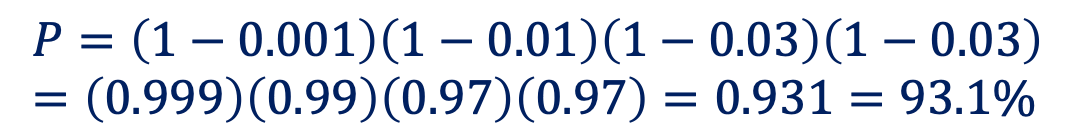 P = (1 − 0.001)(1 − 0.01)(1 − 0.03)(1 − 0.03)
= (0.999)(0.99)(0.97)(0.97) = 0.931 = 93.1%